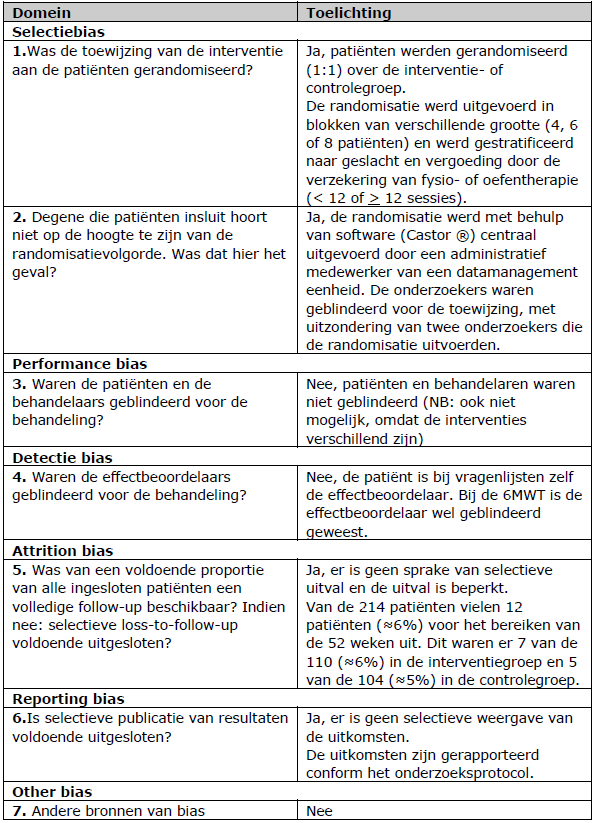 Domein
Toelichting
Selectiebias
1.Was de toewijzing van de interventie
aan de patiënten gerandomiseerd?
Ja, patiënten werden gerandomiseerd
(1:1) over de interventie- of
controlegroep.
De randomisatie werd uitgevoerd in
blokken van verschillende grootte (4, 6
of 8 patiënten) en werd gestratificeerd
naar geslacht en vergoeding door de
verzekering van fysio- of oefentherapie
(< 12 of ≥ 12 sessies).
2. Degene die patiënten insluit hoort
niet op de hoogte te zijn van de
randomisatievolgorde. Was dat hier het
geval?
Ja, de randomisatie werd met behulp
van software (Castor ®) centraal
uitgevoerd door een administratief
medewerker van een datamanagement
eenheid. De onderzoekers waren
geblindeerd voor de toewijzing, met
uitzondering van twee onderzoekers die
de randomisatie uitvoerden.
Performance bias
3. Waren de patiënten en de
behandelaars geblindeerd voor de
behandeling?
Nee, patiënten en behandelaren waren
niet geblindeerd (NB: ook niet
mogelijk, omdat de interventies
verschillend zijn)
Detectie bias
4. Waren de effectbeoordelaars
geblindeerd voor de behandeling?
Nee, de patiënt is bij vragenlijsten zelf
de effectbeoordelaar. Bij de 6MWT is de
effectbeoordelaar wel geblindeerd
geweest.
Attrition bias
5. Was van een voldoende proportie
van alle ingesloten patiënten een
volledige follow-up beschikbaar? Indien
nee: selectieve loss-to-follow-up
voldoende uitgesloten?
Ja, er is geen sprake van selectieve
uitval en de uitval is beperkt.
Van de 214 patiënten vielen 12
patiënten (≈6%) voor het bereiken van
de 52 weken uit. Dit waren er 7 van de
110 (≈6%) in de interventiegroep en 5
van de 104 (≈5%) in de controlegroep.
Reporting bias
6.Is selectieve publicatie van resultaten
voldoende uitgesloten?
Ja, er is geen selectieve weergave van
de uitkomsten.
De uitkomsten zijn gerapporteerd
conform het onderzoeksprotocol.
Other bias
7. Andere bronnen van bias
Nee